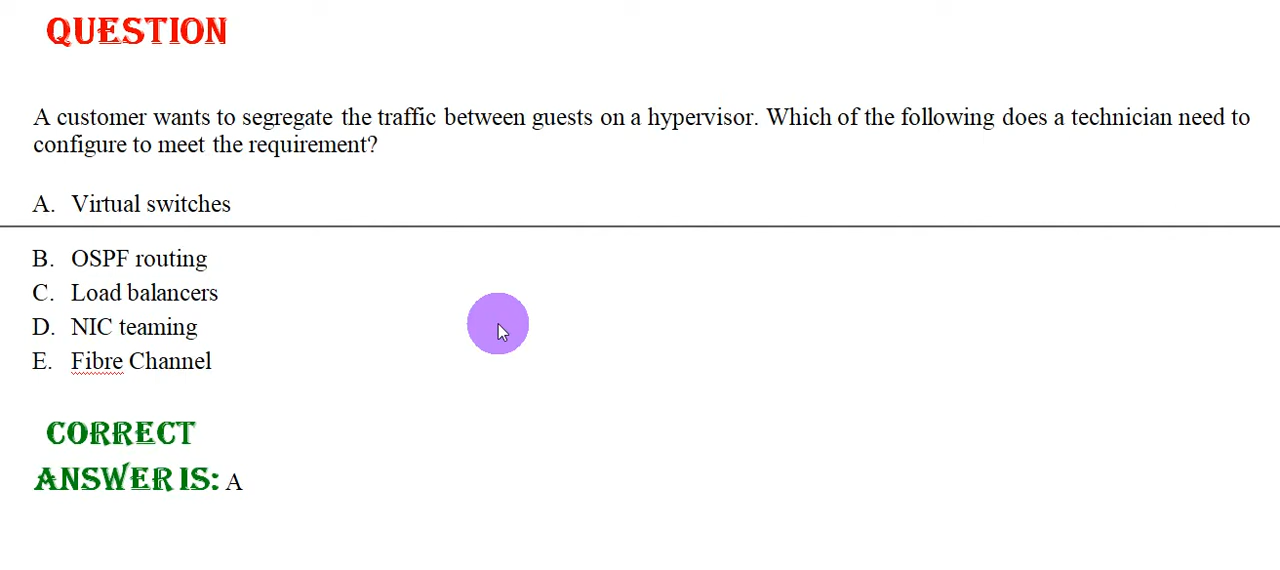 QUESTION
A customer wants to segregate the traffic between guests on a hypervisor. Which of the following does a technician need to
configure to meet the requirement?
A. Virtual switches
B. OSPF routing
C. Load balancers
D. NIC teaming
E. Fibre Channel
CORRECT
ANSWER IS: A